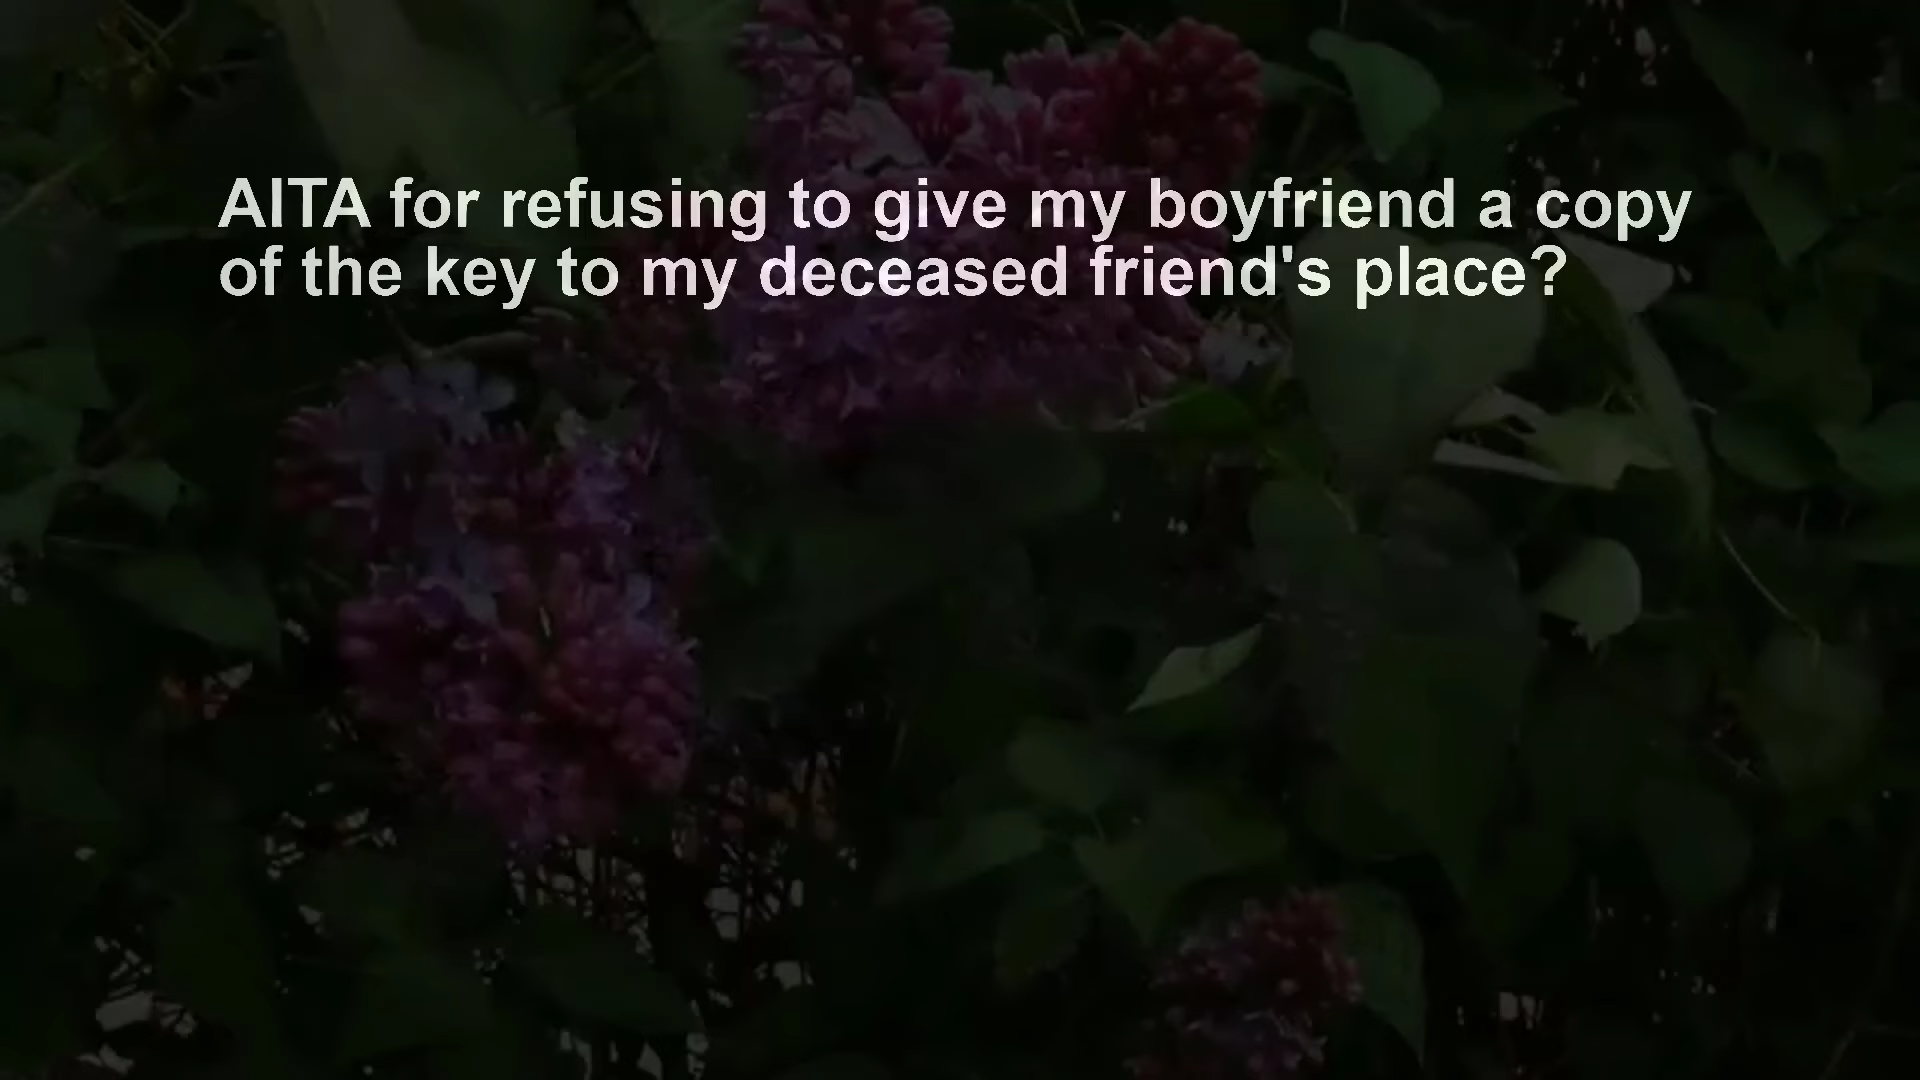 AITA for refusing to give my boyfriend a copy
of the key to my deceased friend's place?